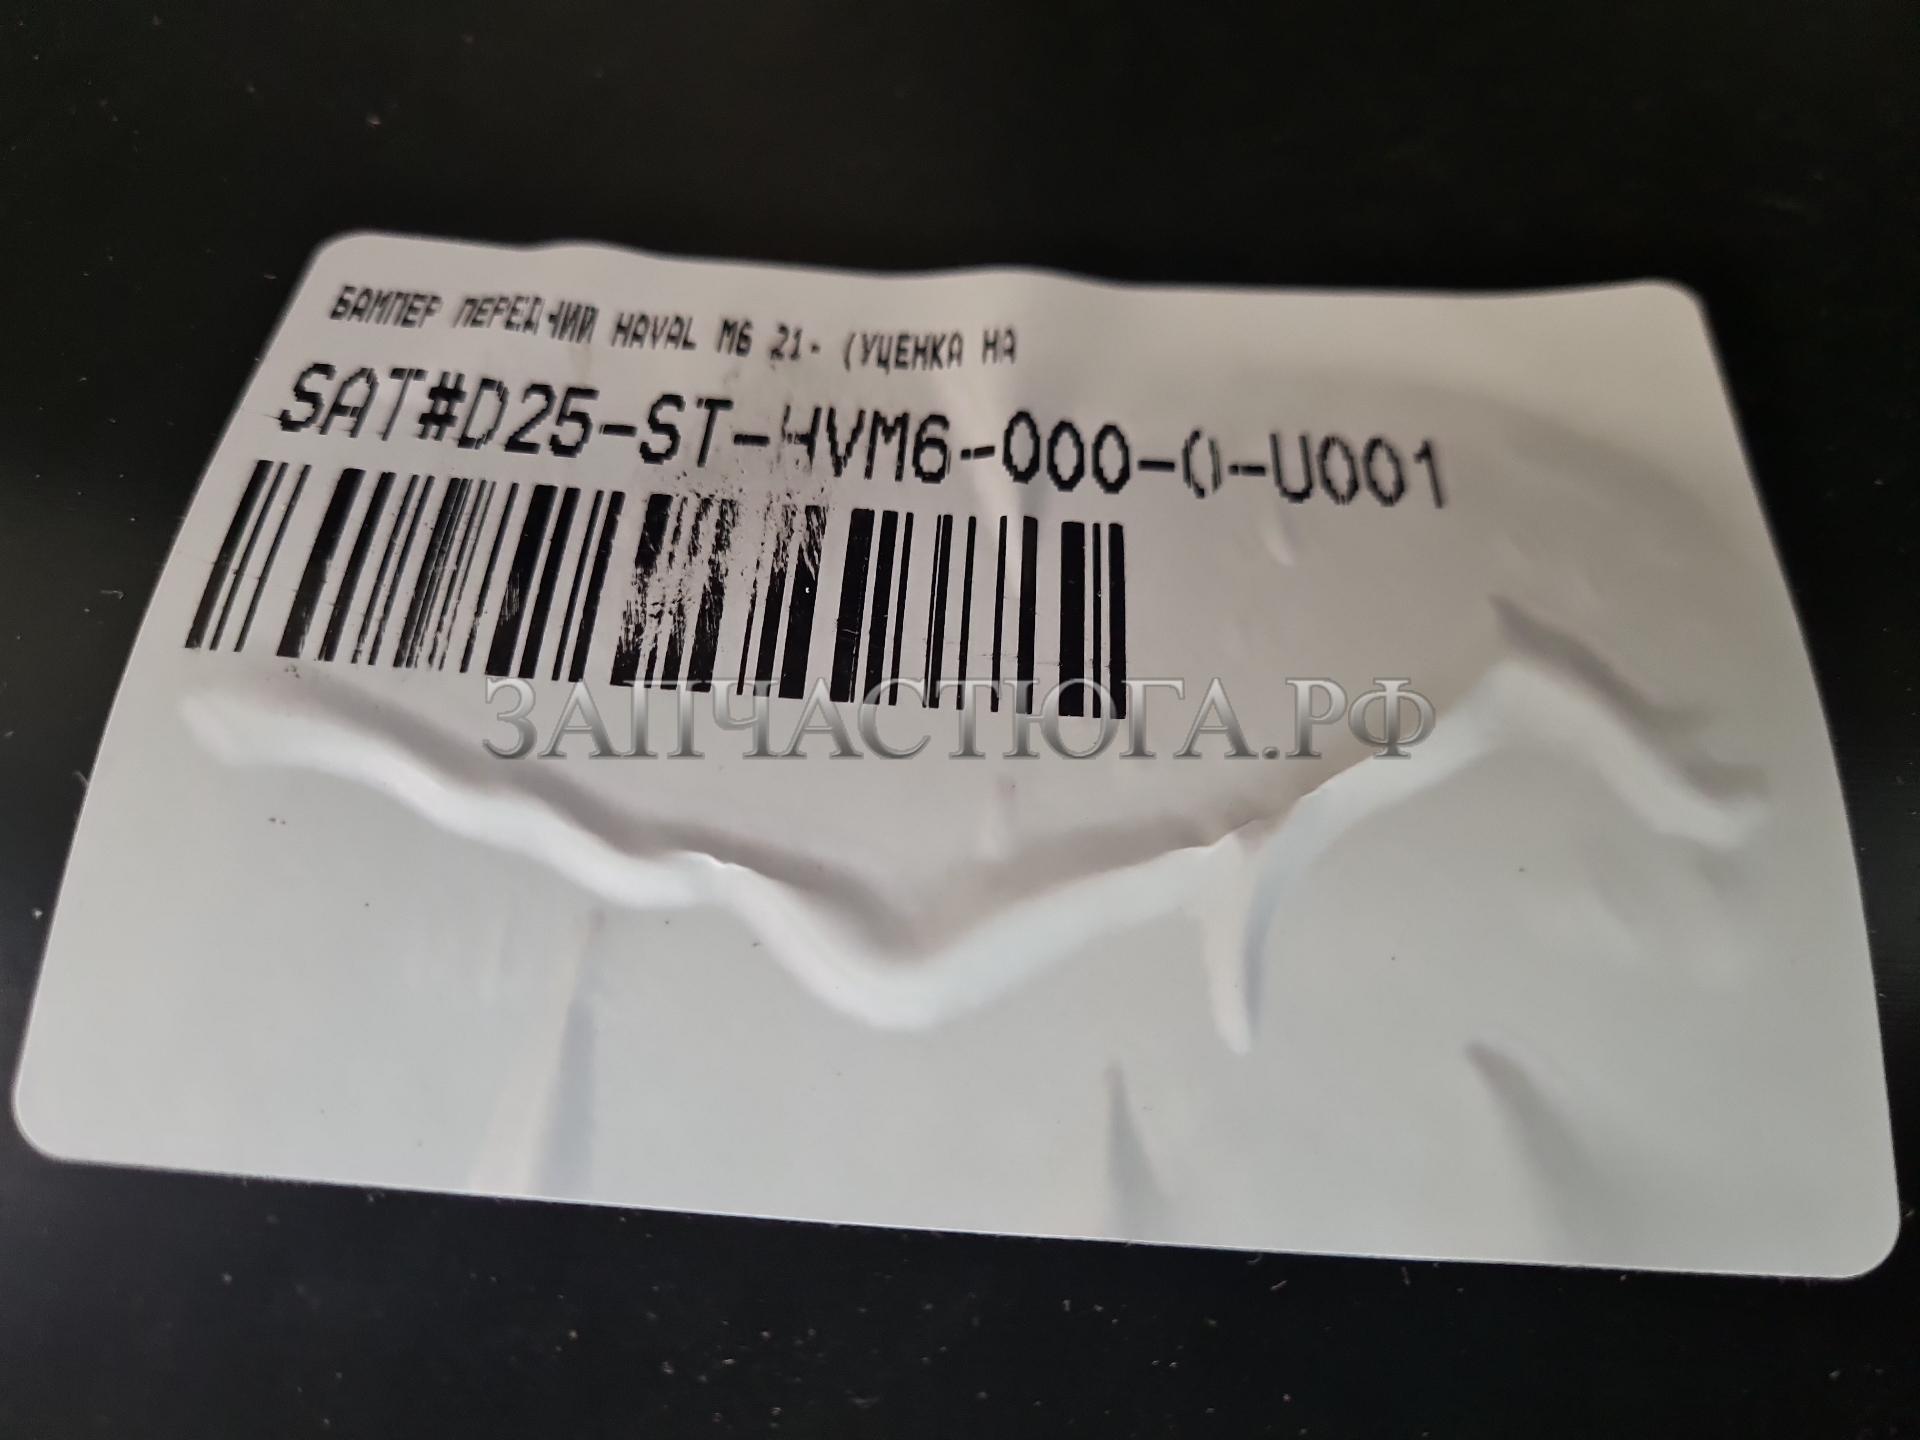 БАМПЕР ПЕРЕДНИЙ HAVAL M6 21- (УЦЕНКА НА
SAT#D25-ST-HVM6-000-0-U001
ЗАПЧАСТЮГА.РФ